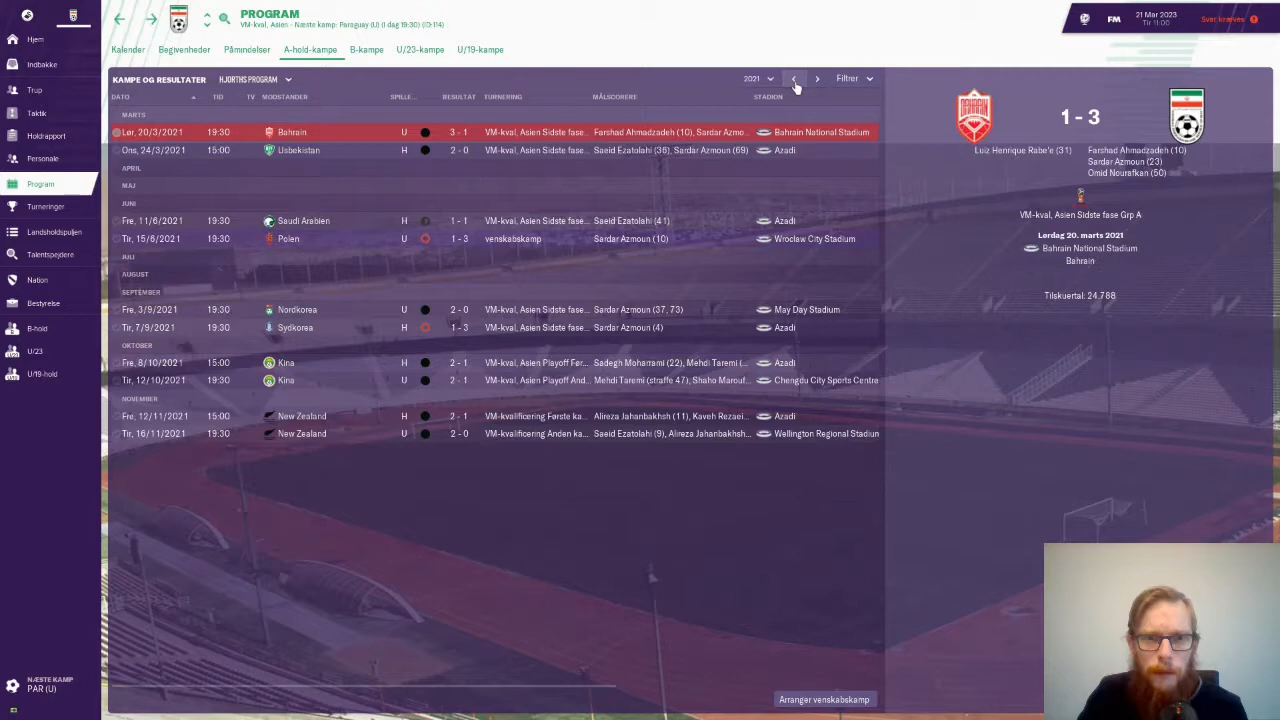 PROGRAM
VM-kval, Asien - Næste kamp: Paraguay (U) (I dag 19:30) (ID:114)
FM
21 Mar 2023
Tir 11:00
Svar kræves
Kalender Begivenheder Påmindelser A-hold-kampe B-kampe U/23-kampe U/19-kampe
Hjem
Indbakke
Trup
Taktik
Holdrapport
Personale
Program
Turneringer
Landsholdspuljen
Talentspejdere
Nation
Bestyrelse
B-hold
U/23
U/19-hold
NÆSTE KAMP
PAR (U)
KAMPE OG RESULTATER HJORTHS PROGRAM 2021 Filtrer
DATO TID TV MODSTANDER SPILLE... RESULTAT TURNERING MÅLSCORERE STADION
MARTS
Lør, 20/3/2021 19:30 Bahrain U 3 - 1 VM-kval, Asien Sidste fase... Farshad Ahmadzadeh (10), Sardar Azmo... Bahrain National Stadium
Ons, 24/3/2021 15:00 Usbekistan H 2 - 0 VM-kval, Asien Sidste fase... Saeid Ezatolahi (36), Sardar Azmoun (69) Azadi
APRIL
MAJ
JUNI
Fre, 11/6/2021 19:30 Saudi Arabien H 1 - 1 VM-kval, Asien Sidste fase... Saeid Ezatolahi (41) Azadi
Tir, 15/6/2021 19:30 Polen U 1 - 3 venskabskamp Sardar Azmoun (10) Wroclaw City Stadium
JULI
AUGUST
SEPTEMBER
Fre, 3/9/2021 19:30 Nordkorea U 2 - 0 VM-kval, Asien Sidste fase... Sardar Azmoun (37, 73) May Day Stadium
Tir, 7/9/2021 19:30 Sydkorea H 1 - 3 VM-kval, Asien Sidste fase... Sardar Azmoun (4) Azadi
OKTOBER
Fre, 8/10/2021 15:00 Kina H 2 - 1 VM-kval, Asien Playoff Før... Sadegh Moharrami (22), Mehdi Taremi (... Azadi
Tir, 12/10/2021 19:30 Kina U 2 - 1 VM-kval, Asien Playoff And... Mehdi Taremi (straffe 47), Shaho Marouf... Chengdu City Sports Centre
NOVEMBER
Fre, 12/11/2021 15:00 New Zealand H 2 - 1 VM-kvalificering Første ka... Alireza Jahanbakhsh (11), Kaveh Rezaei... Azadi
Tir, 16/11/2021 19:30 New Zealand U 2 - 0 VM-kvalificering Anden ka... Saeid Ezatolahi (9), Alireza Jahanbakhsh... Wellington Regional Stadium
Arranger venskabskamp
BAHRAIN
1 - 3
Luiz Henrique Rabe'e (31)
Farshad Ahmadzadeh (10)
Sardar Azmoun (23)
Omid Nourafkan (50)
VM-kval, Asien Sidste fase Grp A
Lørdag 20. marts 2021
Bahrain National Stadium
Bahrain
Tilskuertal: 24.788